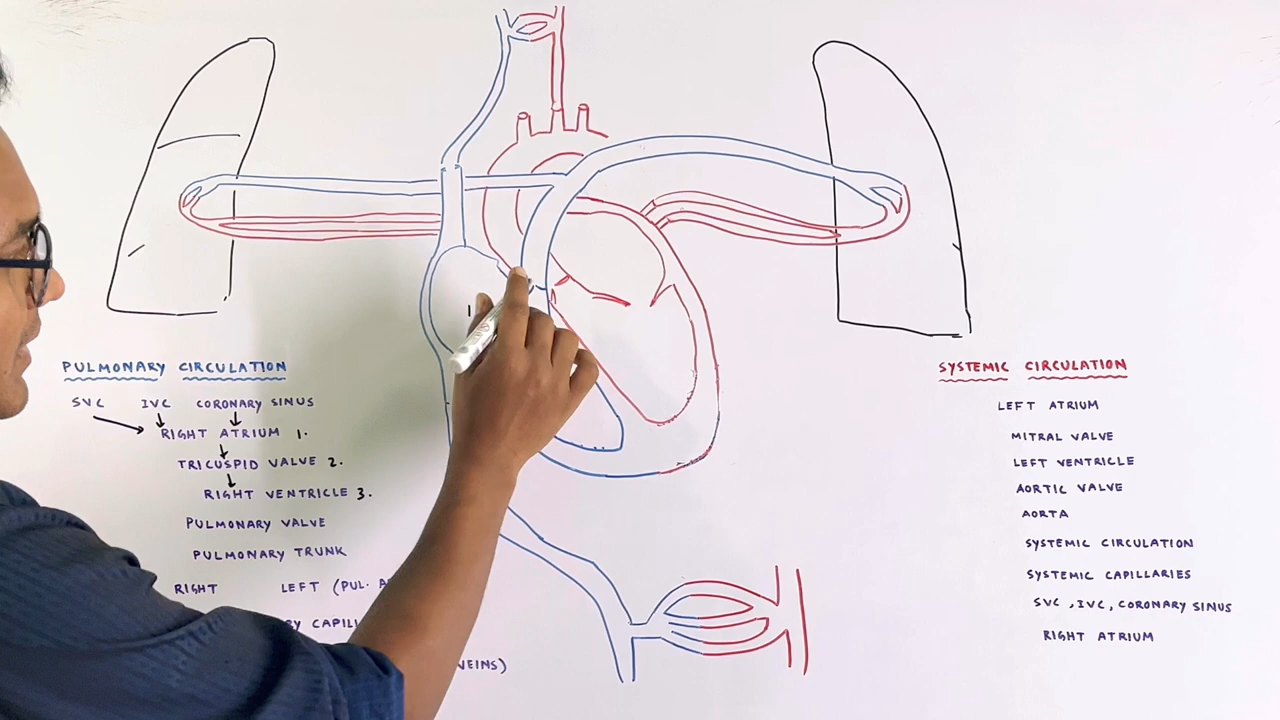 PULMONARY CIRCULATION
SVC IVC CORONARY SINUS
RIGHT ATRIUM 1.
TRICUSPID VALVE 2.
RIGHT VENTRICLE 3.
PULMONARY VALVE
PULMONARY TRUNK
RIGHT LEFT (PUL.
VEINS)
1
SYSTEMIC CIRCULATION
LEFT ATRIUM
MITRAL VALVE
LEFT VENTRICLE
AORTIC VALVE
AORTA
SYSTEMIC CIRCULATION
SYSTEMIC CAPILLARIES
SVC, IVC, CORONARY SINUS
RIGHT ATRIUM